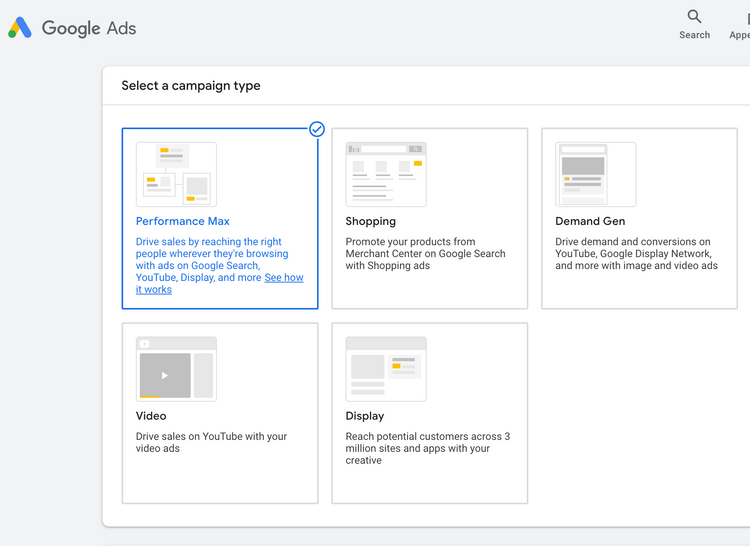 Google Ads
Search
Select a campaign type
Performance Max
Drive sales by reaching the right
people wherever they're browsing
with ads on Google Search,
YouTube, Display, and more See how
it works
Shopping
Promote your products from
Merchant Center on Google Search
with Shopping ads
Demand Gen
Drive demand and conversions on
YouTube, Google Display Network,
and more with image and video ads
Video
Drive sales on YouTube with your
video ads
Display
Reach potential customers across 3
million sites and apps with your
creative